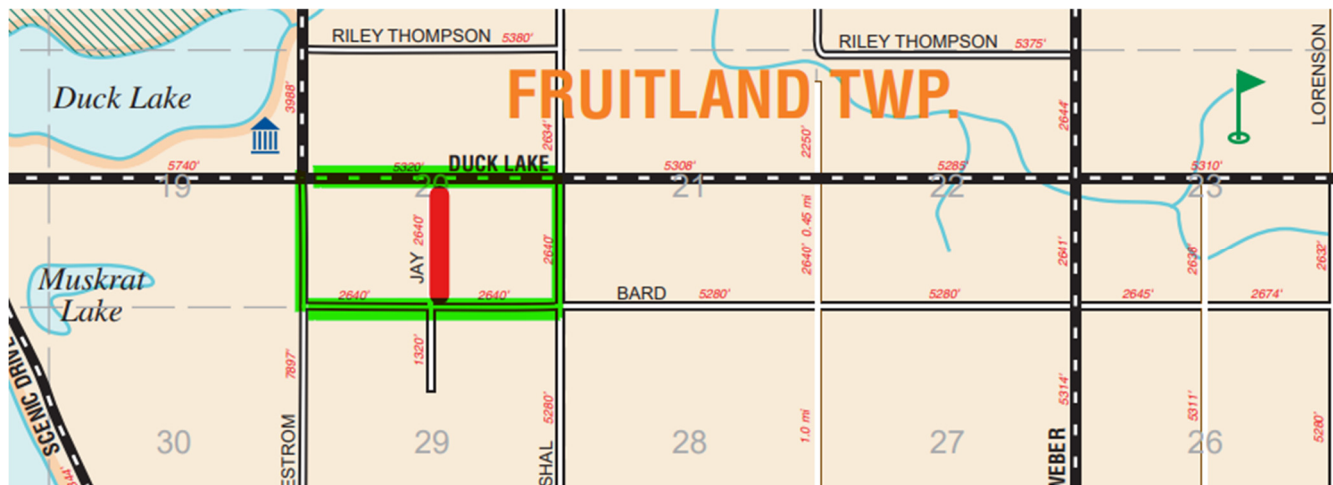 RILEY THOMPSON 5380'
RILEY THOMPSON 5375'
LORENSON
Duck Lake
3988'
FRUITLAND TWP.
2634'
2250'
2644'
5740'
5320'
DUCK LAKE
5306'
5285'
5310'
19
20
21
22
23
JAY 2640'
2640'
2640' 0.45 mi
2641'
2636'
2632'
Muskrat
Lake
2640'
2640'
BARD 5280'
5280'
2645'
2674'
SCENIC DRIVE
1320'
7897'
5280'
1.0 mi
5314'
5311'
5280'
30
29
28
27
26
ESTROM
SHAL
WEBER
344'